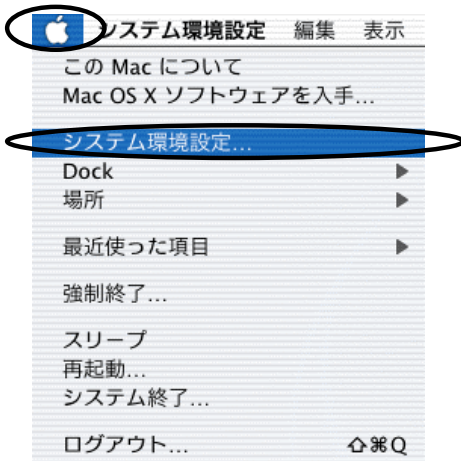 システム環境設定 編集 表示
この Mac について
Mac OS X ソフトウェアを入手...
システム環境設定...
Dock
場所
最近使った項目
強制終了...
スリープ
再起動...
システム終了...
ログアウト... ⇧⌘Q